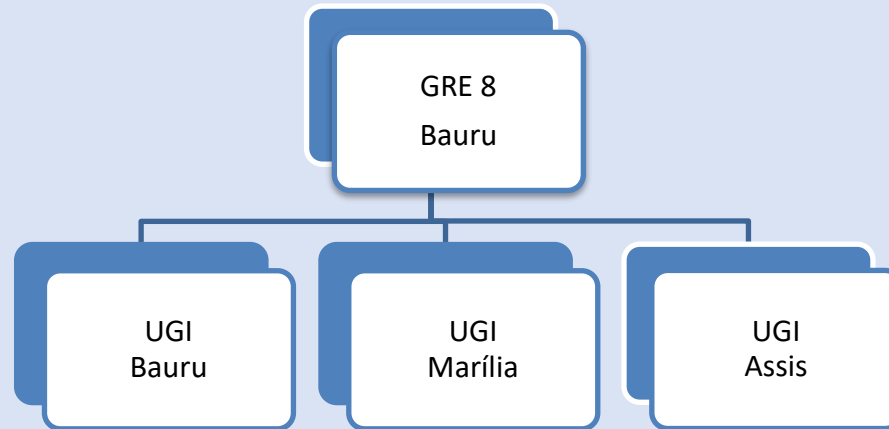 GRE 8
Bauru
UGI
Bauru
UGI
Marília
UGI
Assis